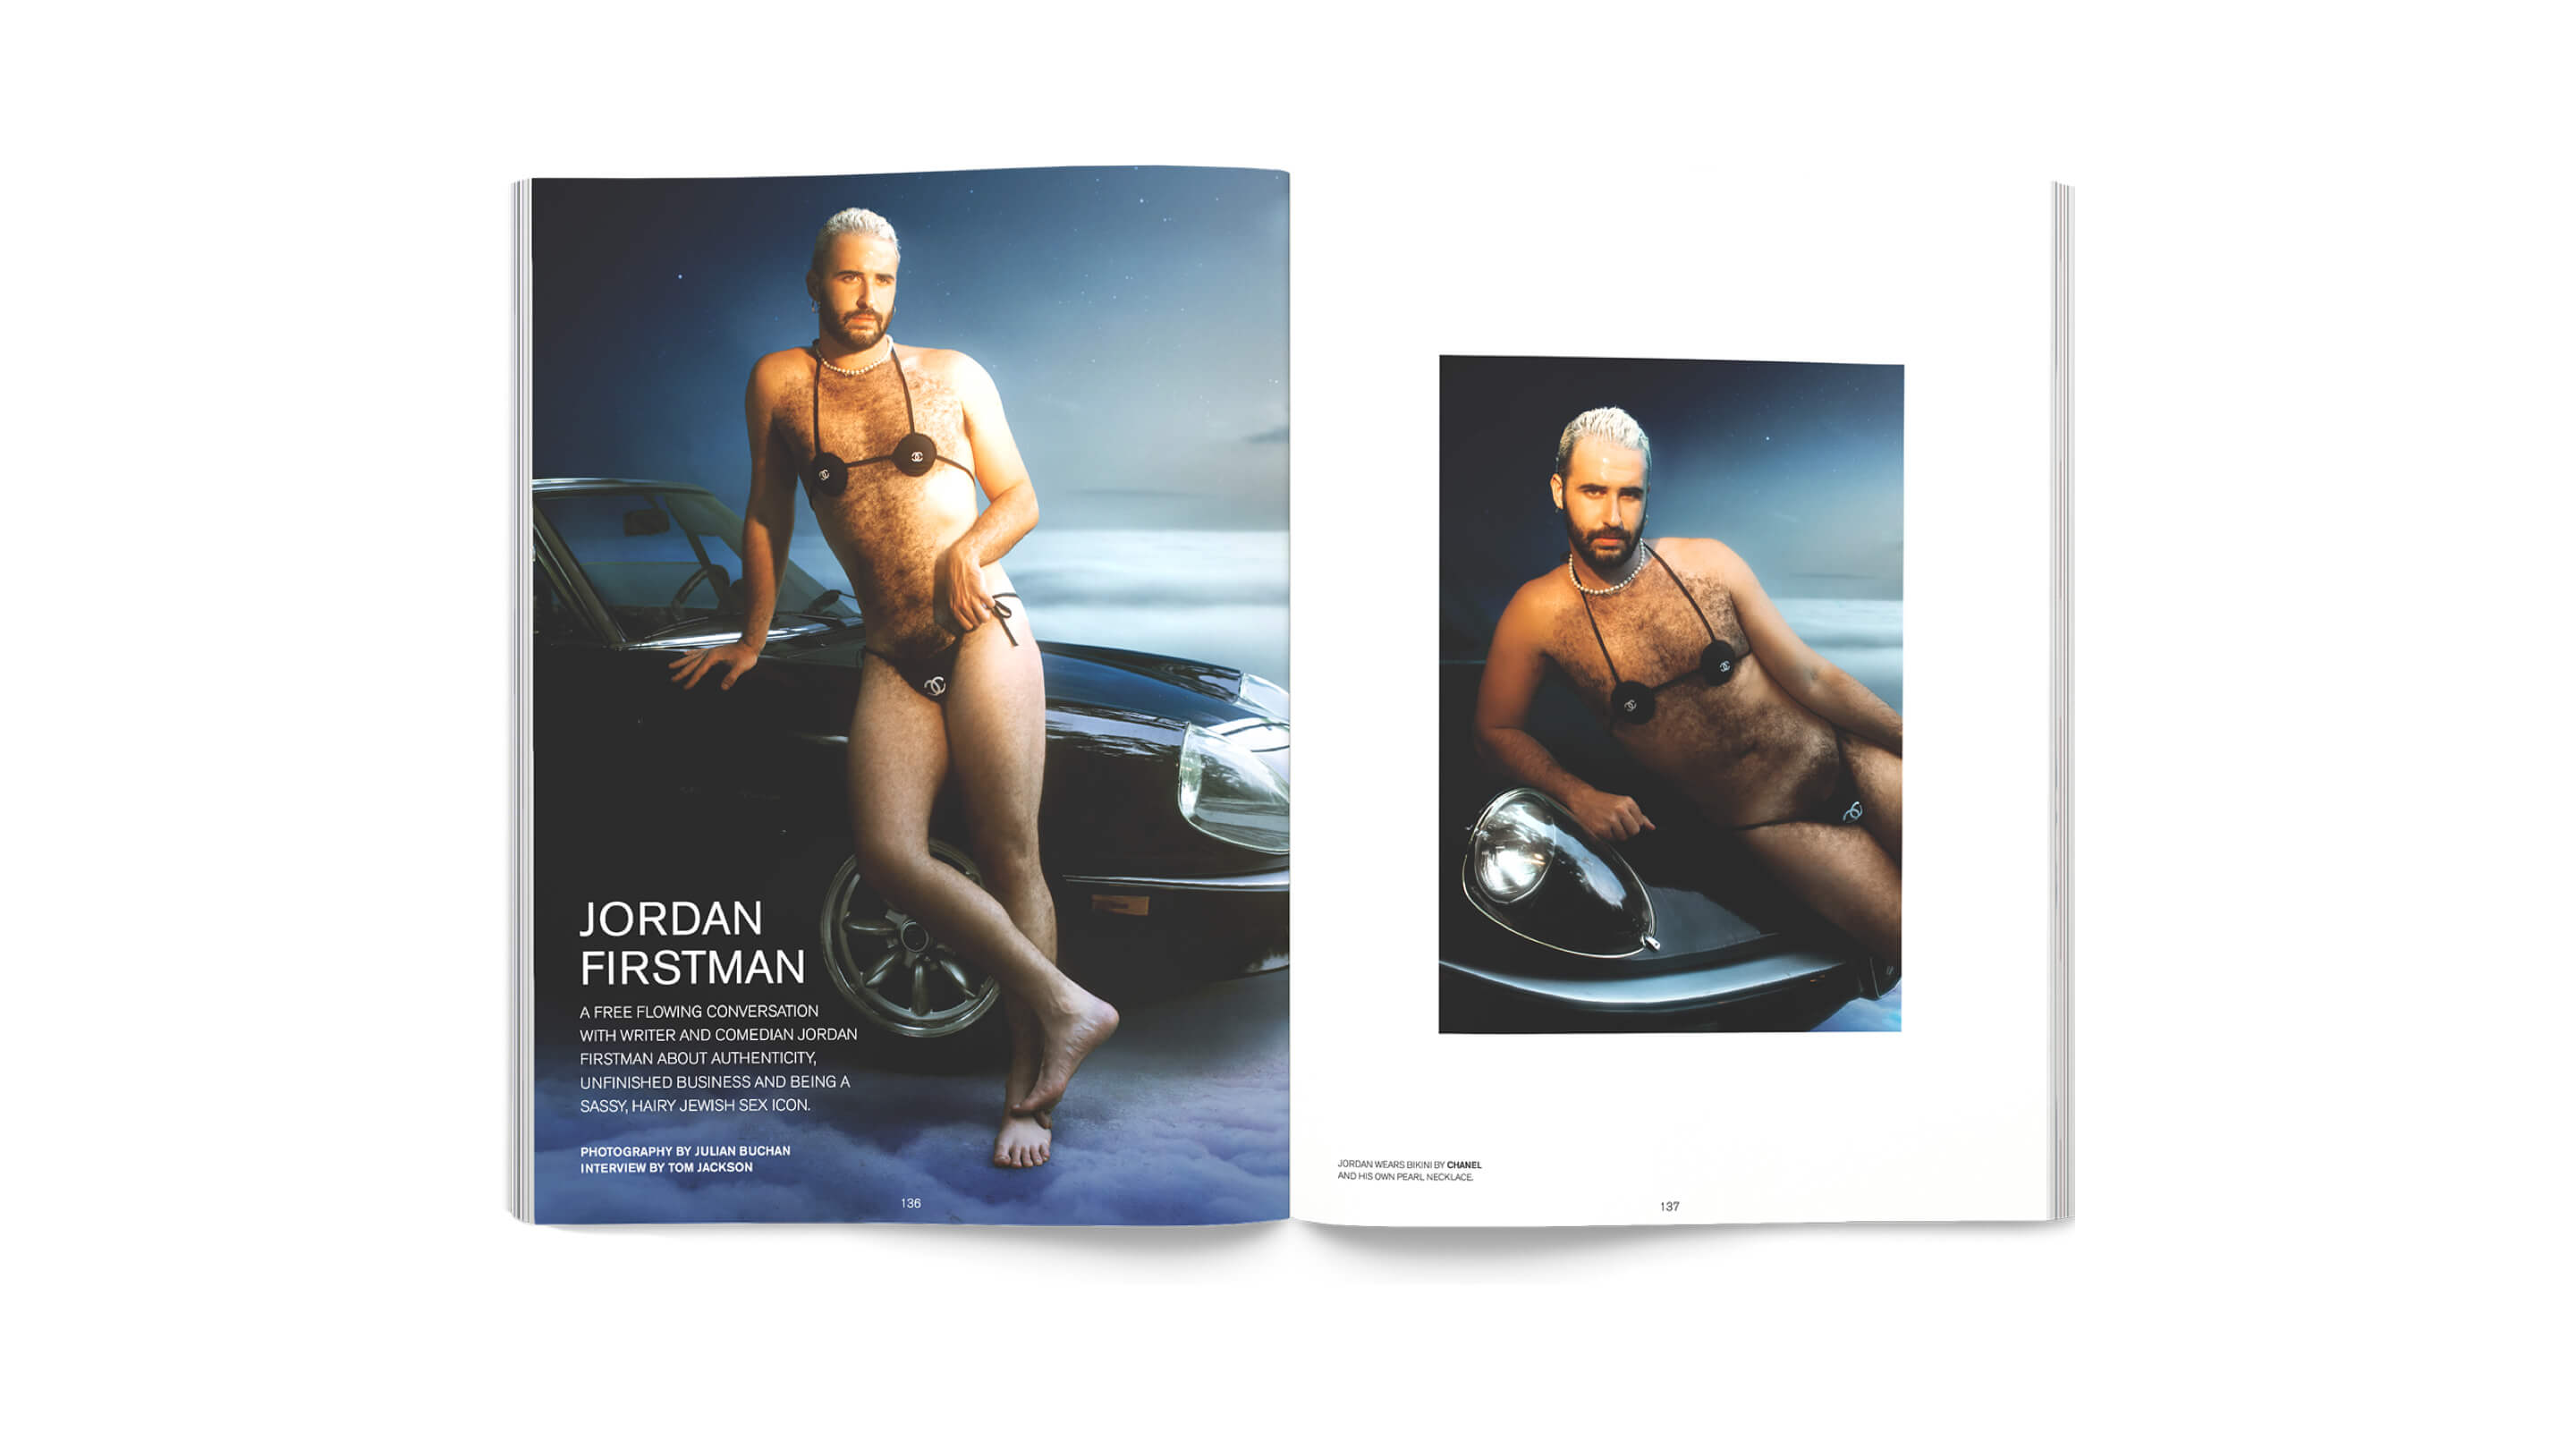 JORDAN
FIRSTMAN
A FREE FLOWING CONVERSATION
WITH WRITER AND COMEDIAN JORDAN
FIRSTMAN ABOUT AUTHENTICITY,
UNFINISHED BUSINESS AND BEING A
SASSY, HAIRY JEWISH SEX ICON.
PHOTOGRAPHY BY JULIAN BUCHAN
INTERVIEW BY TOM JACKSON
136
JORDAN WEARS BIKINI BY CHANEL
AND HIS OWN PEARL NECKLACE.
137